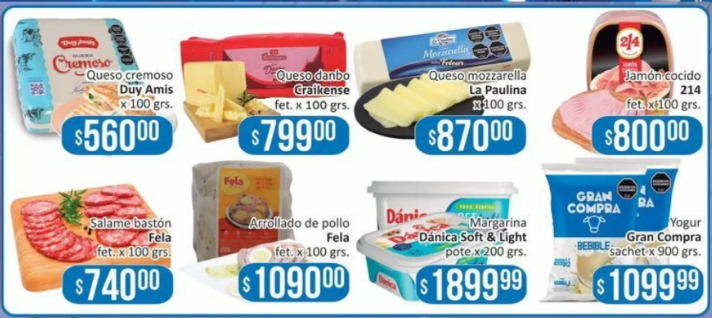 Duy Amis
Cremoso
Queso cremoso
Duy Amis
x 100 grs.
$56000
Queso danbo
Craikense
fet. x 100 grs.
$79900
Mozzarella
Queso mozzarella
La Paulina
x 100 grs.
$87000
214
JAMÓN
Jamón cocido
214
fet. x 100 grs.
$80000
Salame bastón
Fela
fet. x 100 grs.
$74000
Fela
Arrollado de pollo
Fela
fet. x 100 grs.
$109000
Dánica
Dánica
Margarina
Dánica Soft & Light
pote x 200 grs.
$189999
GRAN
COMPRA
BEBIBLE
Yogur
Gran Compra
sachet x 900 grs.
$109999